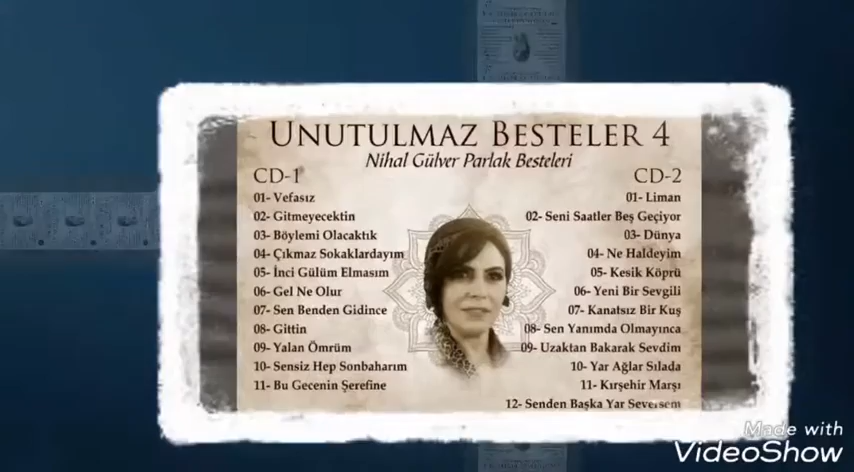 UNUTULMAZ BESTELER 4
Nihal Gülver Parlak Besteleri
CD-1
01- Vefasız
02- Gitmeyecektin
03- Böylemi Olacaktık
04- Çıkmaz Sokaklardayım
05- İnci Gülüm Elmasım
06- Gel Ne Olur
07- Sen Benden Gidince
08- Gittin
09- Yalan Ömrüm
10- Sensiz Hep Sonbaharım
11- Bu Gecenin Şerefine
CD-2
01- Liman
02- Seni Saatler Beş Geçiyor
03- Dünya
04- Ne Haldeyim
05- Kesik Köprü
06- Yeni Bir Sevgili
07- Kanatsız Bir Kuş
08- Sen Yanımda Olmayınca
09- Uzaktan Bakarak Sevdim
10- Yar Ağlar Sılada
11- Kırşehir Marşı
12- Senden Başka Yar Seversem
Made with
VideoShow